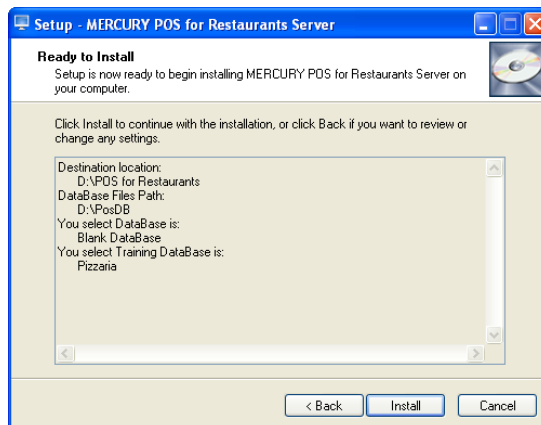 Setup - MERCURY POS for Restaurants Server
Ready to Install
Setup is now ready to begin installing MERCURY POS for Restaurants Server on
your computer.
Click Install to continue with the installation, or click Back if you want to review or
change any settings.
Destination location:
D:\POS for Restaurants
DataBase Files Path:
D:\PosDB
You select DataBase is:
Blank DataBase
You select Training DataBase is:
Pizzaria
< Back Install Cancel